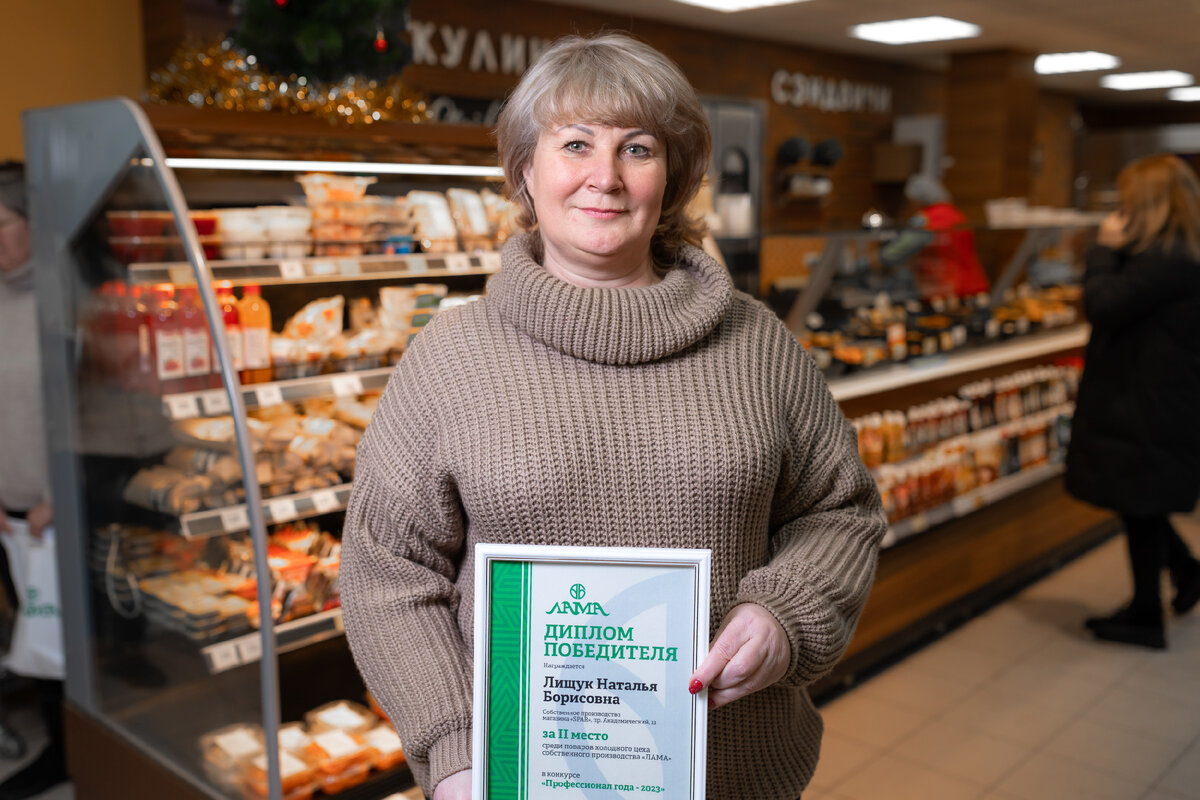 КУЛИН
СЭНДВИЧИ
ЛАМА
ДИПЛОМ
ПОБЕДИТЕЛЯ
Награждается
Лищук Наталья
Борисовна
Собственное производство
магазина «SPAR», пр. Академический, 11
за II место
среди поваров холодного цеха
собственного производства «ЛАМА»
в конкурсе
«Профессионал года - 2023»